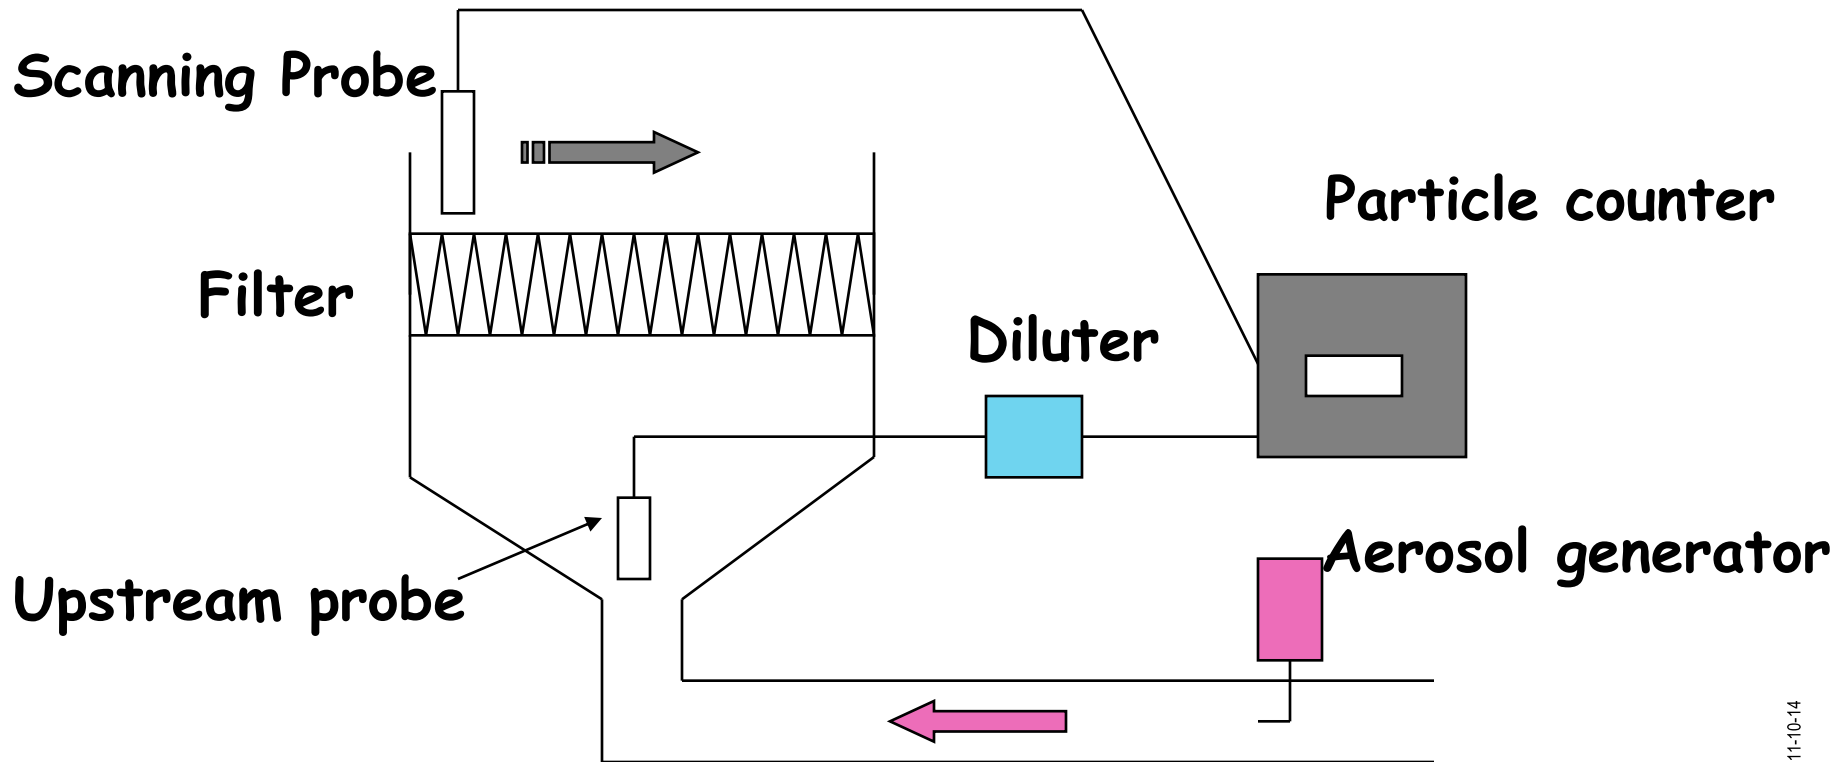 Scanning Probe
Particle counter
Filter
Diluter
Aerosol generator
Upstream probe
11-10-14